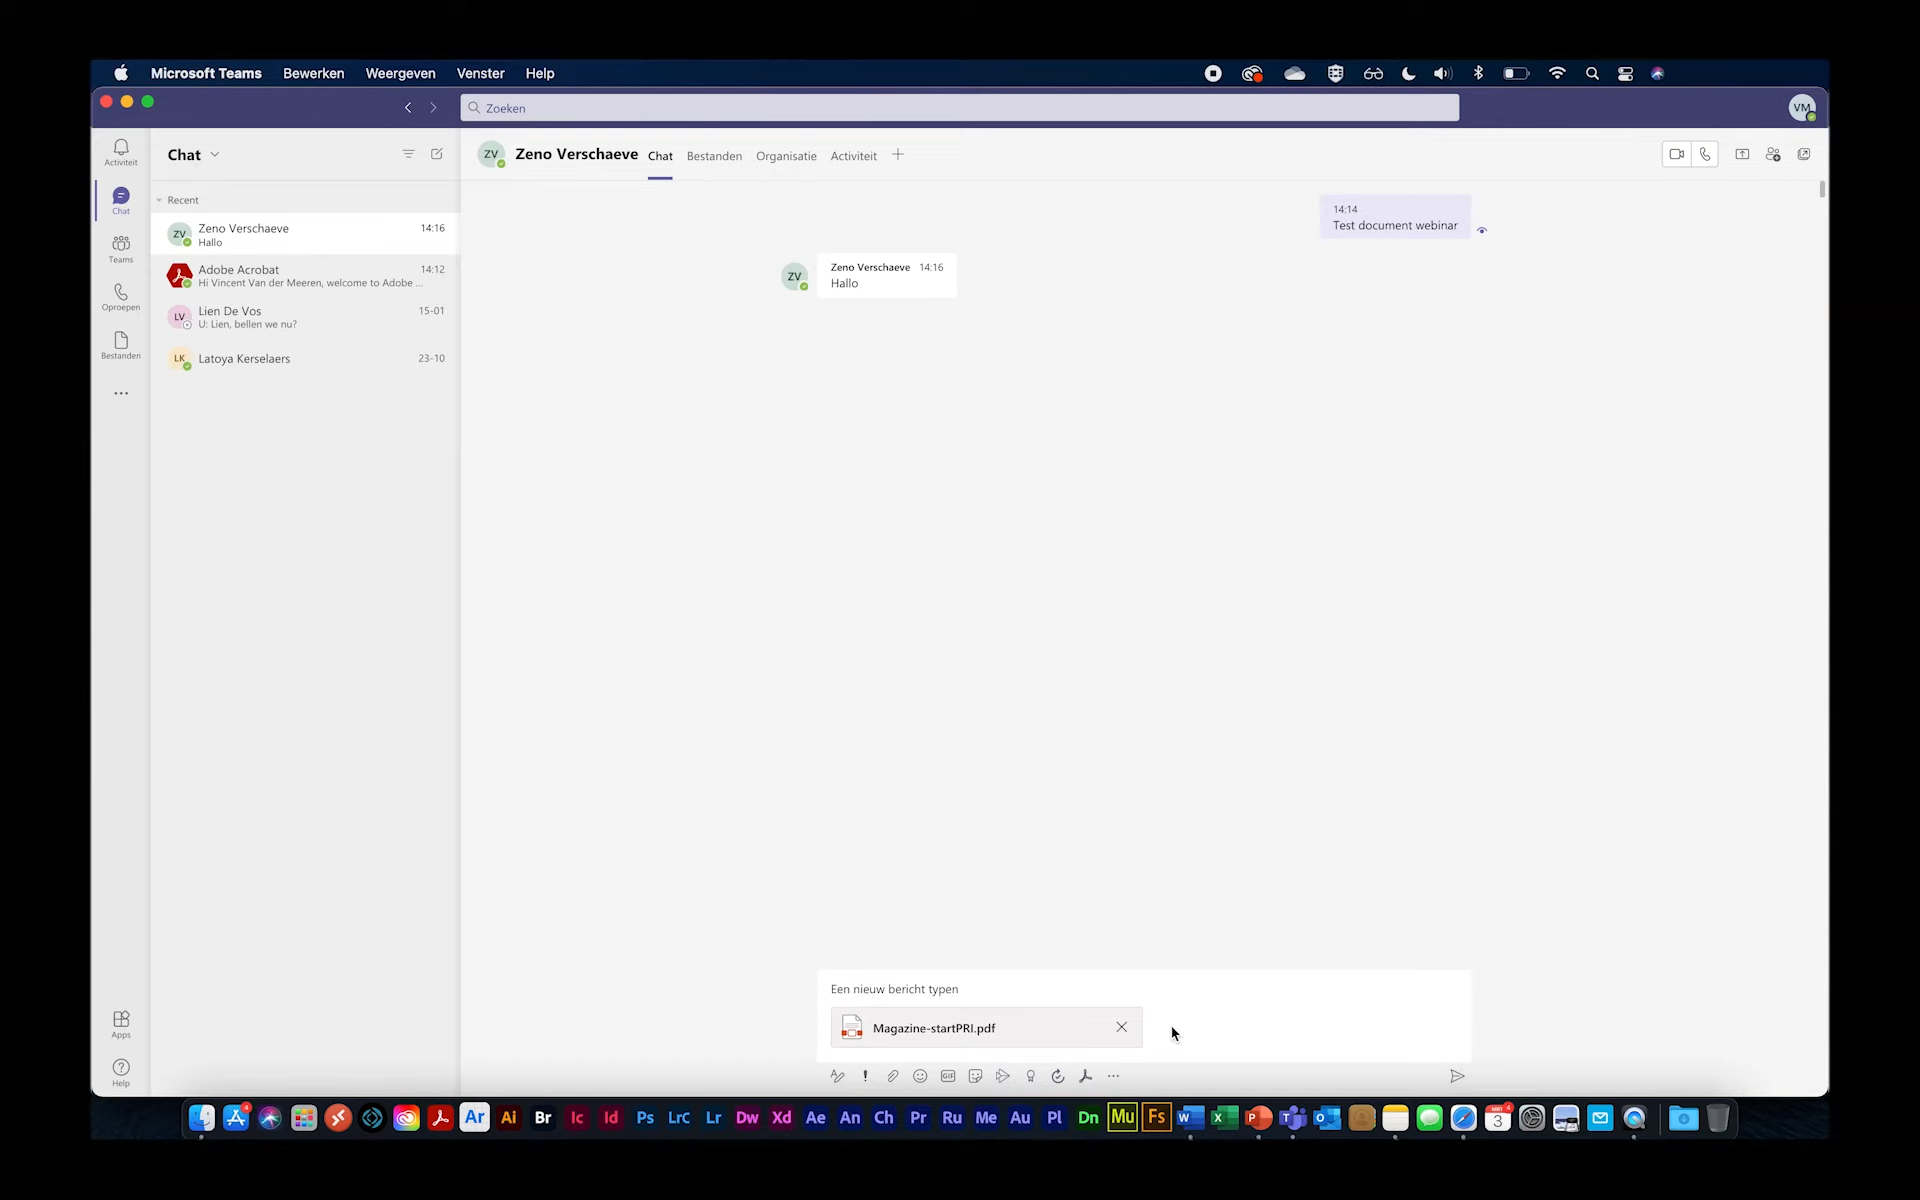 Microsoft Teams Bewerken Weergeven Venster Help
Zoeken
VM
Activiteit
Chat
Teams
Oproepen
Bestanden
Apps
Help
Chat
Recent
ZV Zeno Verschaeve 14:16
Hallo
Adobe Acrobat 14:12
Hi Vincent Van der Meeren, welcome to Adobe ...
LV Lien De Vos 15-01
U: Lien, bellen we nu?
LK Latoya Kerselaers 23-10
ZV Zeno Verschaeve Chat Bestanden Organisatie Activiteit
14:14
Test document webinar
ZV Zeno Verschaeve 14:16
Hallo
Een nieuw bericht typen
Magazine-startPRI.pdf
GIF
4 Ar Ai Br Ic Id Ps LrC Lr Dw Xd Ae An Ch Pr Ru Me Au Pl Dn Mu Fs W X P T O 3